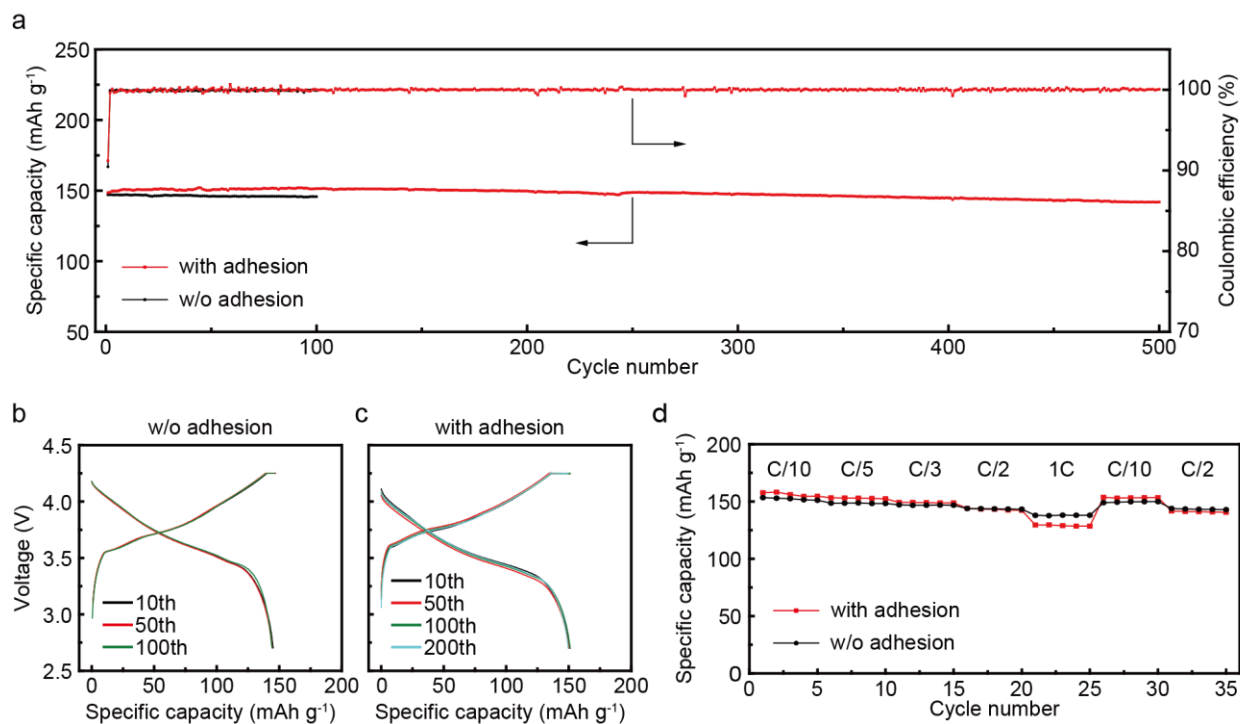 a
250
200
150
100
50
Specific capacity (mAh g⁻¹)
100
90
80
70
Coulombic efficiency (%)
with adhesion
w/o adhesion
0 100 200 300 400 500
Cycle number
b
w/o adhesion
4.5
4.0
3.5
3.0
2.5
Voltage (V)
10th
50th
100th
0 50 100 150 200
Specific capacity (mAh g⁻¹)
c
with adhesion
10th
50th
100th
200th
0 50 100 150 200
Specific capacity (mAh g⁻¹)
d
200
150
100
50
0
Specific capacity (mAh g⁻¹)
C/10 C/5 C/3 C/2 1C C/10 C/2
with adhesion
w/o adhesion
0 5 10 15 20 25 30 35
Cycle number